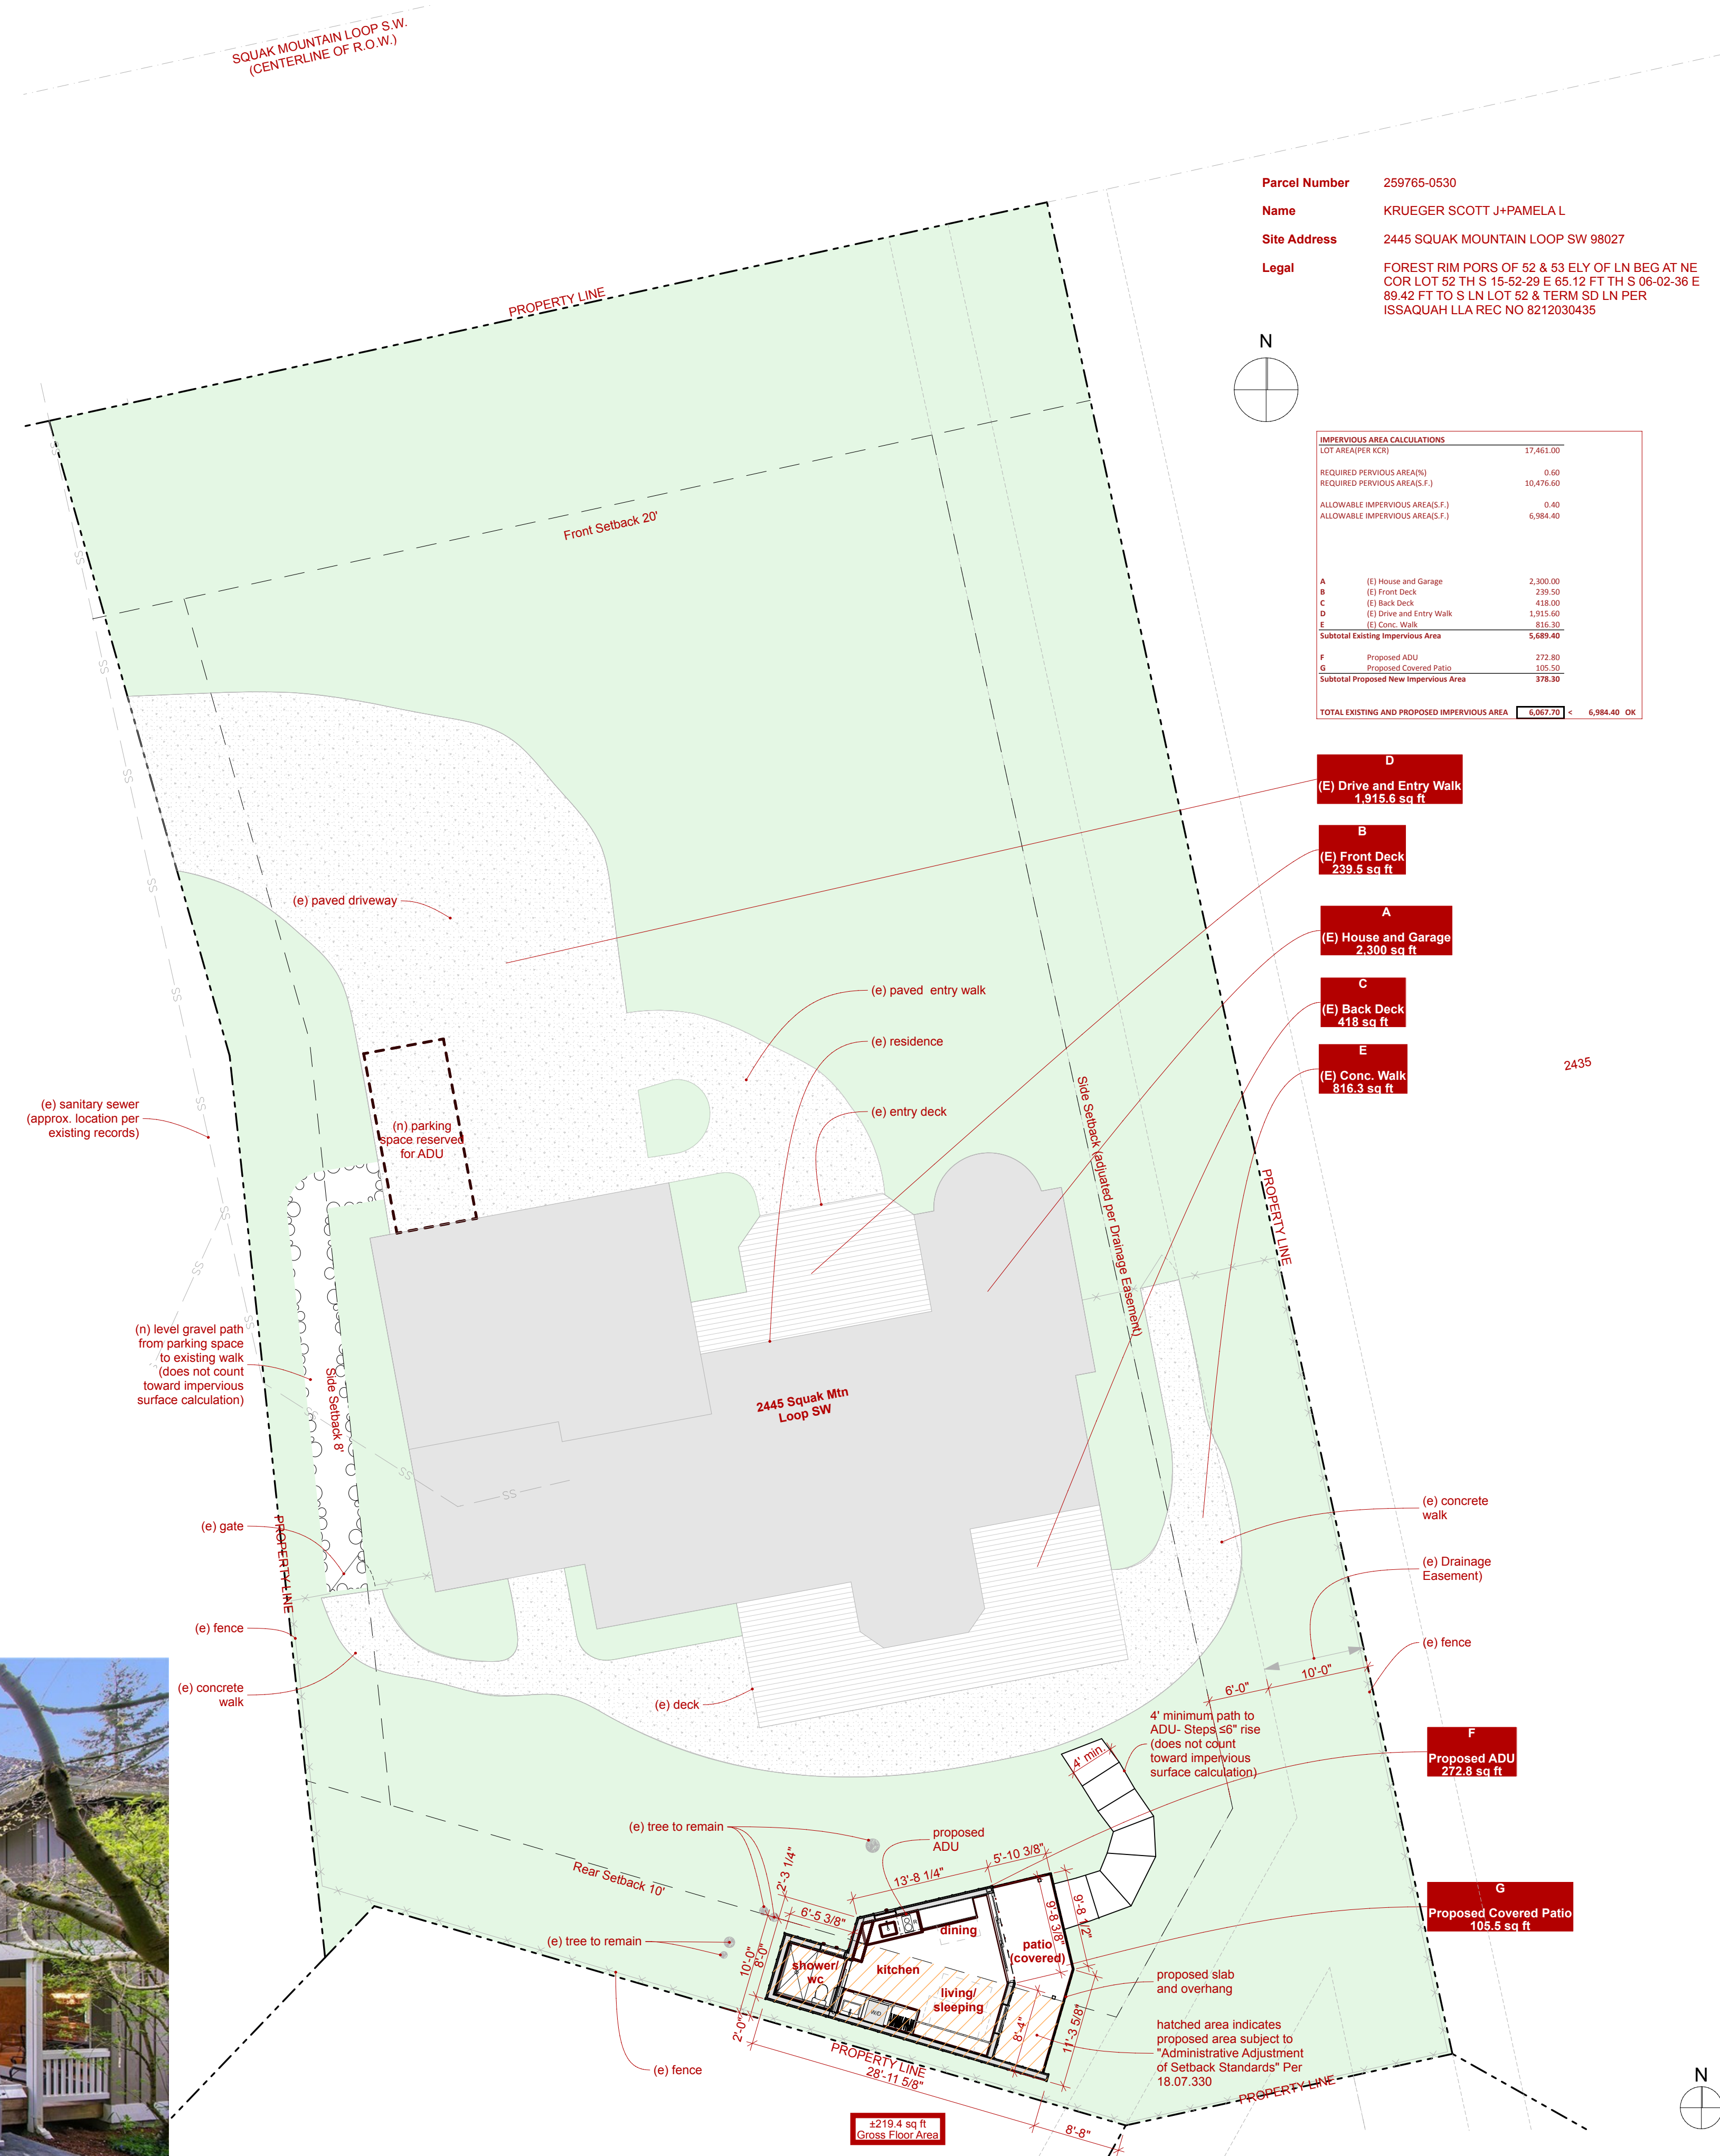 SQUAK MOUNTAIN LOOP S.W.
(CENTERLINE OF R.O.W.)
Parcel Number 259765-0530
Name KRUEGER SCOTT J+PAMELA L
Site Address 2445 SQUAK MOUNTAIN LOOP SW 98027
Legal FOREST RIM PORS OF 52 & 53 ELY OF LN BEG AT NE
COR LOT 52 TH S 15-52-29 E 65.12 FT TH S 06-02-36 E
89.42 FT TO S LN LOT 52 & TERM SD LN PER
ISSAQUAH LLA REC NO 8212030435
N
PROPERTY LINE
Front Setback 20'
IMPERVIOUS AREA CALCULATIONS
LOT AREA(PER KCR) 17,461.00
REQUIRED PERVIOUS AREA(%) 0.60
REQUIRED PERVIOUS AREA(S.F.) 10,476.60
ALLOWABLE IMPERVIOUS AREA(S.F.) 0.40
ALLOWABLE IMPERVIOUS AREA(S.F.) 6,984.40
A (E) House and Garage 2,300.00
B (E) Front Deck 239.50
C (E) Back Deck 418.00
D (E) Drive and Entry Walk 1,915.60
E (E) Conc. Walk 816.30
Subtotal Existing Impervious Area 5,689.40
F Proposed ADU 272.80
G Proposed Covered Patio 105.50
Subtotal Proposed New Impervious Area 378.30
TOTAL EXISTING AND PROPOSED IMPERVIOUS AREA 6,067.70 < 6,984.40 OK
D
(E) Drive and Entry Walk
1,915.6 sq ft
B
(E) Front Deck
239.5 sq ft
A
(E) House and Garage
2,300 sq ft
C
(E) Back Deck
418 sq ft
E
(E) Conc. Walk
816.3 sq ft
2435
SS
SS
SS
SS
SS
SS
SS
SS
SS
SS
SS
SS
SS
(e) paved driveway
(e) paved entry walk
(e) residence
(e) entry deck
(e) sanitary sewer
(approx. location per
existing records)
(n) parking
space reserved
for ADU
Side Setback (adjuated per Drainage Easement)
PROPERTY LINE
(n) level gravel path
from parking space
to existing walk
(does not count
toward impervious
surface calculation)
Side Setback 8'
2445 Squak Mtn
Loop SW
(e) gate
PROPERTY LINE
(e) fence
(e) concrete
walk
(e) deck
(e) concrete
walk
(e) Drainage
Easement)
(e) fence
10'-0"
6'-0"
4' minimum path to
ADU- Steps ≤6" rise
(does not count
toward impervious
surface calculation)
4' min.
F
Proposed ADU
272.8 sq ft
G
Proposed Covered Patio
105.5 sq ft
(e) tree to remain
proposed
ADU
Rear Setback 10'
2'-3 1/4"
13'-8 1/4"
5'-10 3/8"
6'-5 3/8"
9'-8 3/8"
9'-8 1/2"
(e) tree to remain
10'-0"
8'-0"
dining
patio
(covered)
shower/
wc
kitchen
living/
sleeping
W/D
proposed slab
and overhang
8'-4"
11'-3 5/8"
2'-0"
hatched area indicates
proposed area subject to
"Administrative Adjustment
of Setback Standards" Per
18.07.330
(e) fence
PROPERTY LINE
28'-11 5/8"
PROPERTY LINE
8'-8"
±219.4 sq ft
Gross Floor Area
N